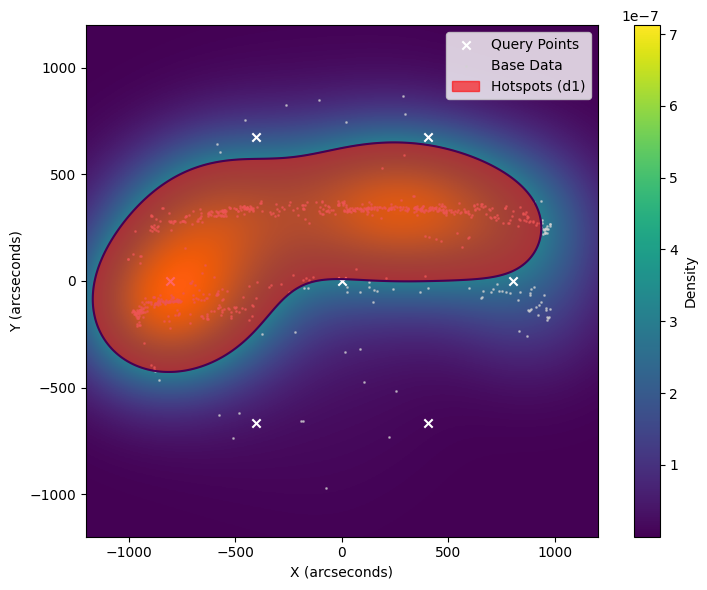 1e−7
Query Points
Base Data
Hotspots (d1)
1000
500
0
−500
−1000
Y (arcseconds)
−1000
−500
0
500
1000
X (arcseconds)
7
6
5
4
3
2
1
Density